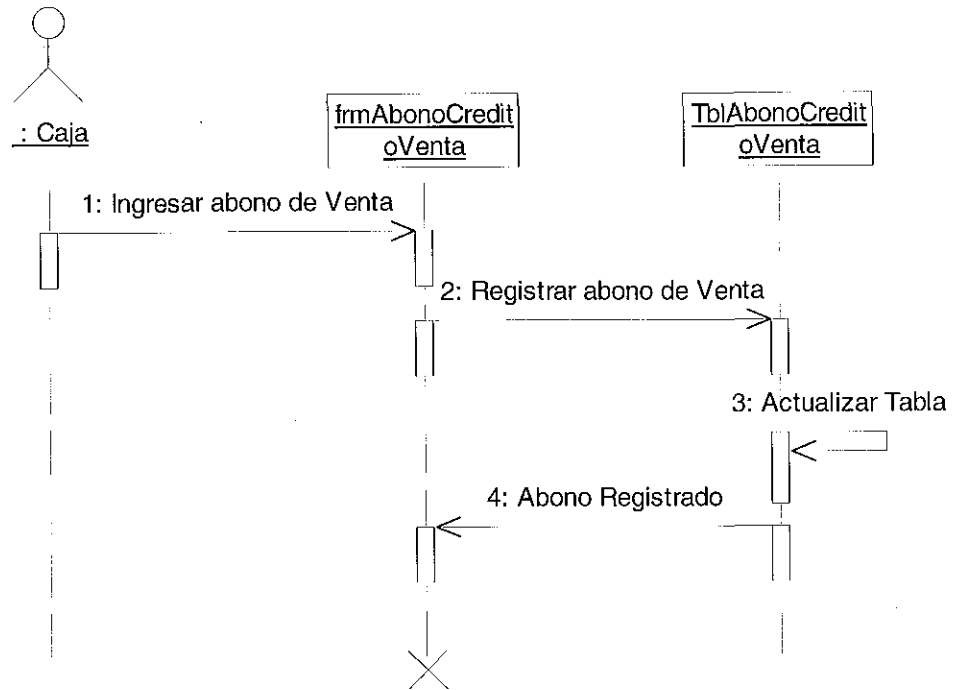 : Caja
frmAbonoCredit
oVenta
TblAbonoCredit
oVenta
1: Ingresar abono de Venta
2: Registrar abono de Venta
3: Actualizar Tabla
4: Abono Registrado